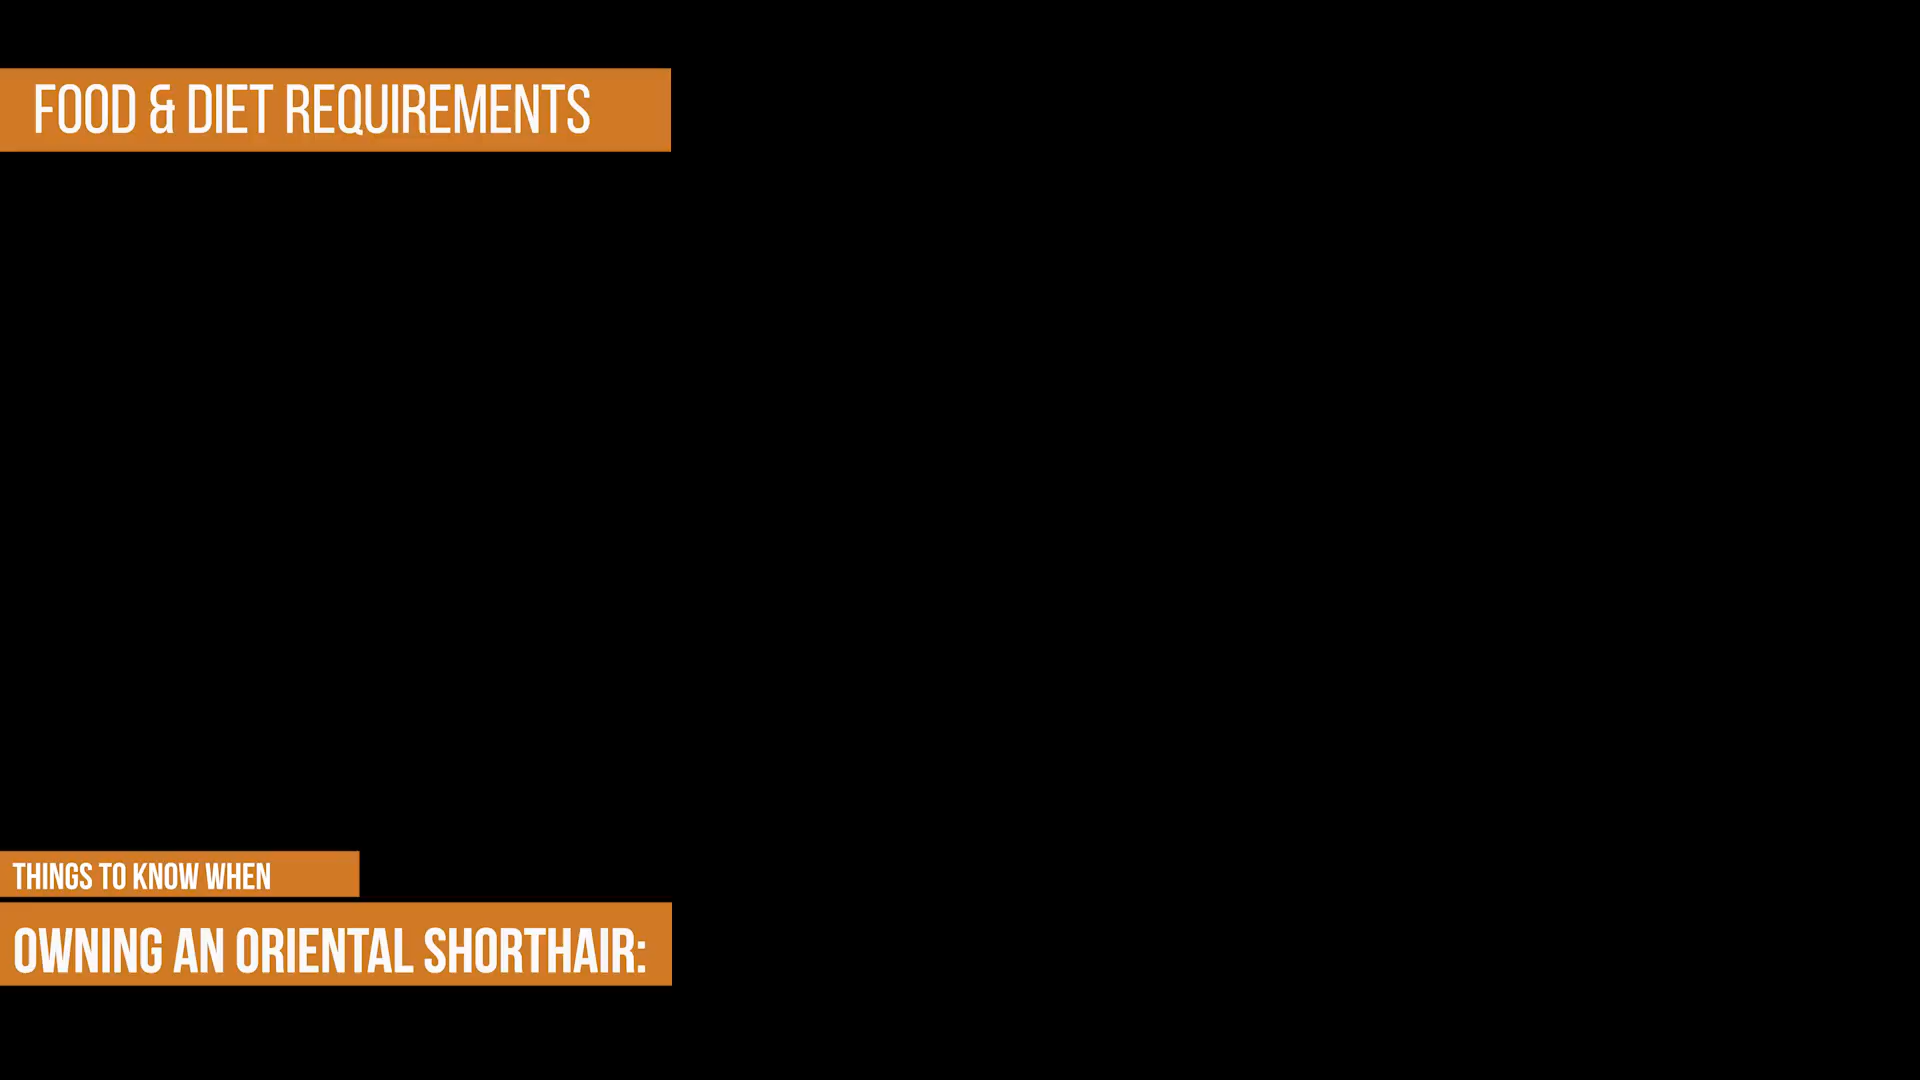 FOOD & DIET REQUIREMENTS
THINGS TO KNOW WHEN
OWNING AN ORIENTAL SHORTHAIR: